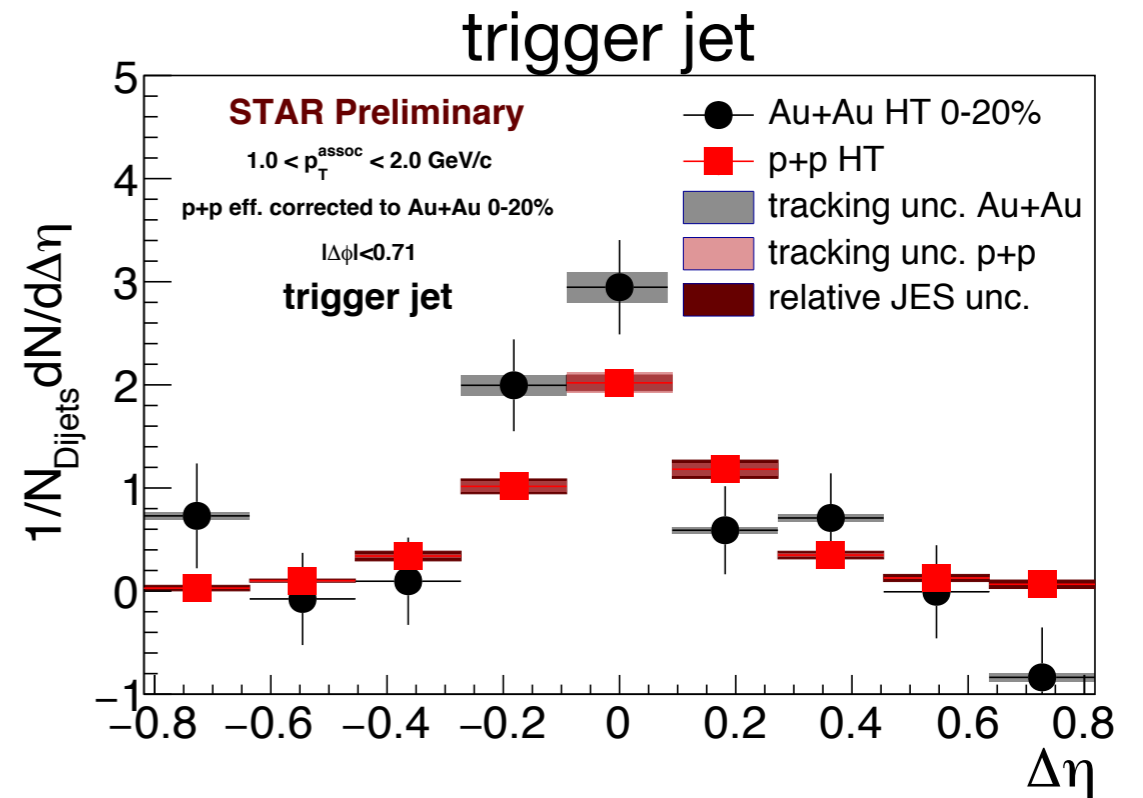 trigger jet
STAR Preliminary
1.0 < p_T^assoc < 2.0 GeV/c
p+p eff. corrected to Au+Au 0-20%
|Δϕ|<0.71
trigger jet
Au+Au HT 0-20%
p+p HT
tracking unc. Au+Au
tracking unc. p+p
relative JES unc.
1/N_Dijets dN/dΔη
5
4
3
2
1
0
−1
−0.8 −0.6 −0.4 −0.2 0 0.2 0.4 0.6 0.8
Δη